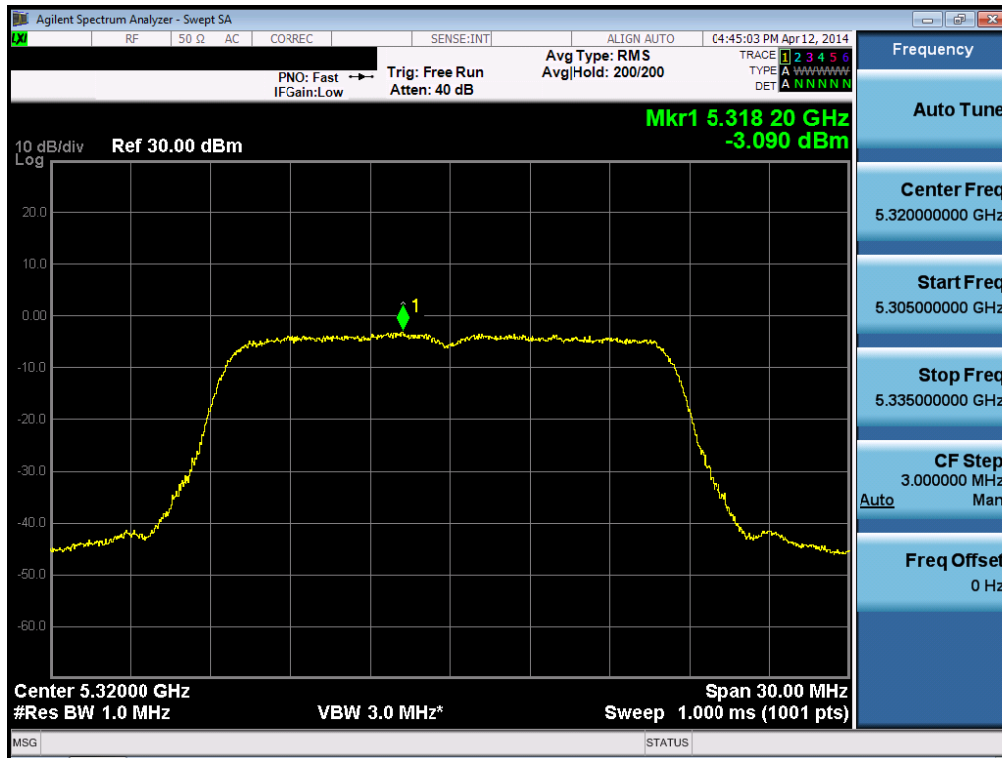 Agilent Spectrum Analyzer - Swept SA
LXI RF 50 Ω AC CORREC SENSE:INT ALIGN AUTO 04:45:03 PM Apr 12, 2014
Frequency
PNO: Fast Trig: Free Run Avg Type: RMS TRACE 1 2 3 4 5 6
IFGain:Low Atten: 40 dB Avg|Hold: 200/200 TYPE A WWWWW
DET A N N N N N
Auto Tune
Mkr1 5.318 20 GHz
-3.090 dBm
10 dB/div Ref 30.00 dBm
Log
20.0
10.0
0.00
-10.0
-20.0
-30.0
-40.0
-50.0
-60.0
1
Center Freq
5.320000000 GHz
Start Freq
5.305000000 GHz
Stop Freq
5.335000000 GHz
CF Step
3.000000 MHz
Auto Man
Freq Offset
0 Hz
Center 5.32000 GHz Span 30.00 MHz
#Res BW 1.0 MHz VBW 3.0 MHz* Sweep 1.000 ms (1001 pts)
MSG STATUS